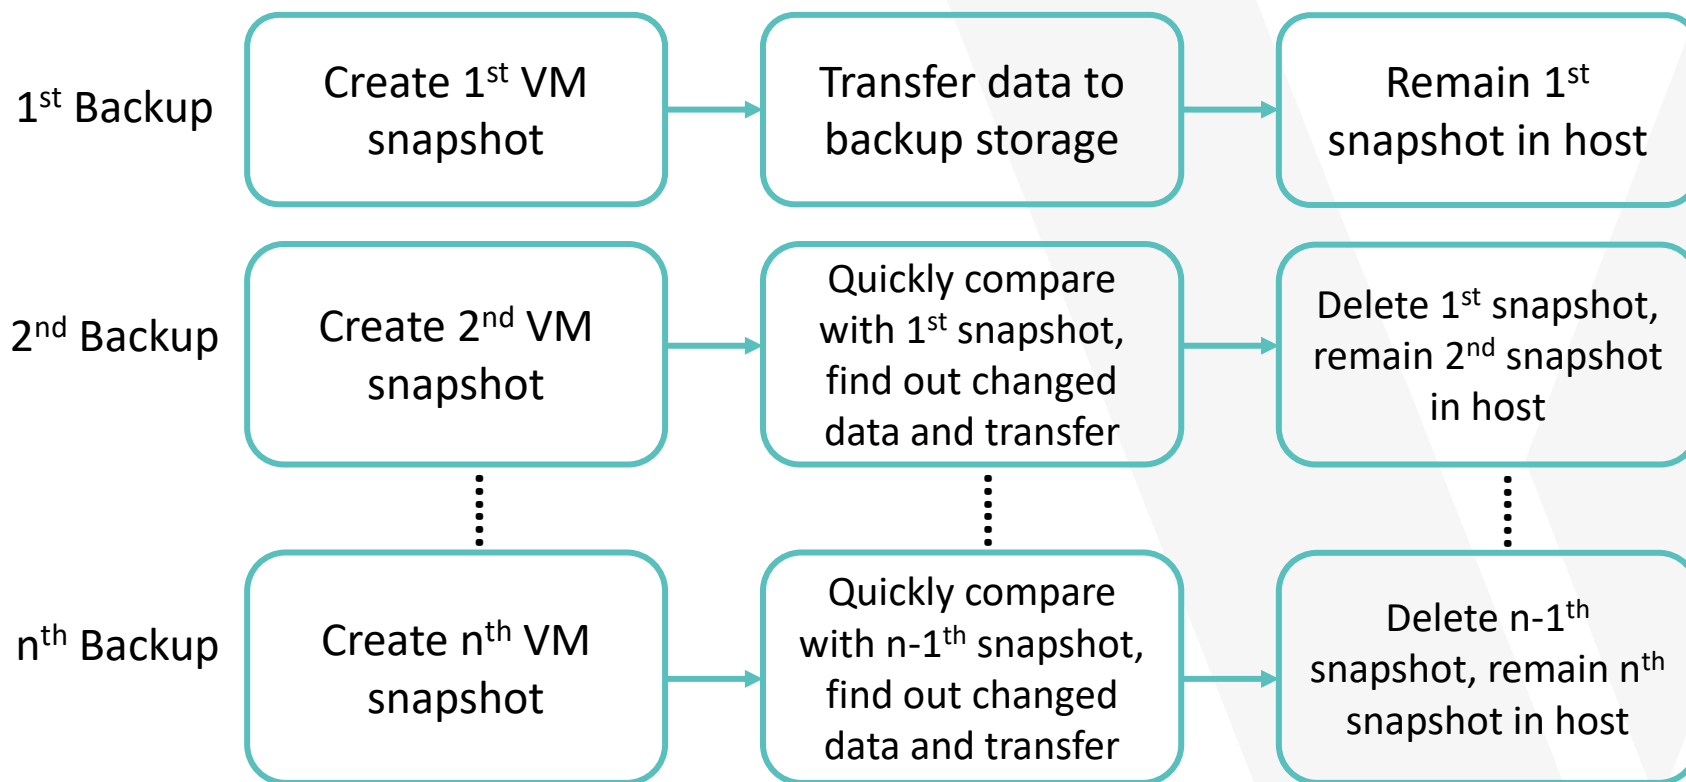 1st Backup
Create 1st VM
snapshot
Transfer data to
backup storage
Remain 1st
snapshot in host
2nd Backup
Create 2nd VM
snapshot
Quickly compare
with 1st snapshot,
find out changed
data and transfer
Delete 1st snapshot,
remain 2nd snapshot
in host
nth Backup
Create nth VM
snapshot
Quickly compare
with n-1th snapshot,
find out changed
data and transfer
Delete n-1th
snapshot, remain nth
snapshot in host